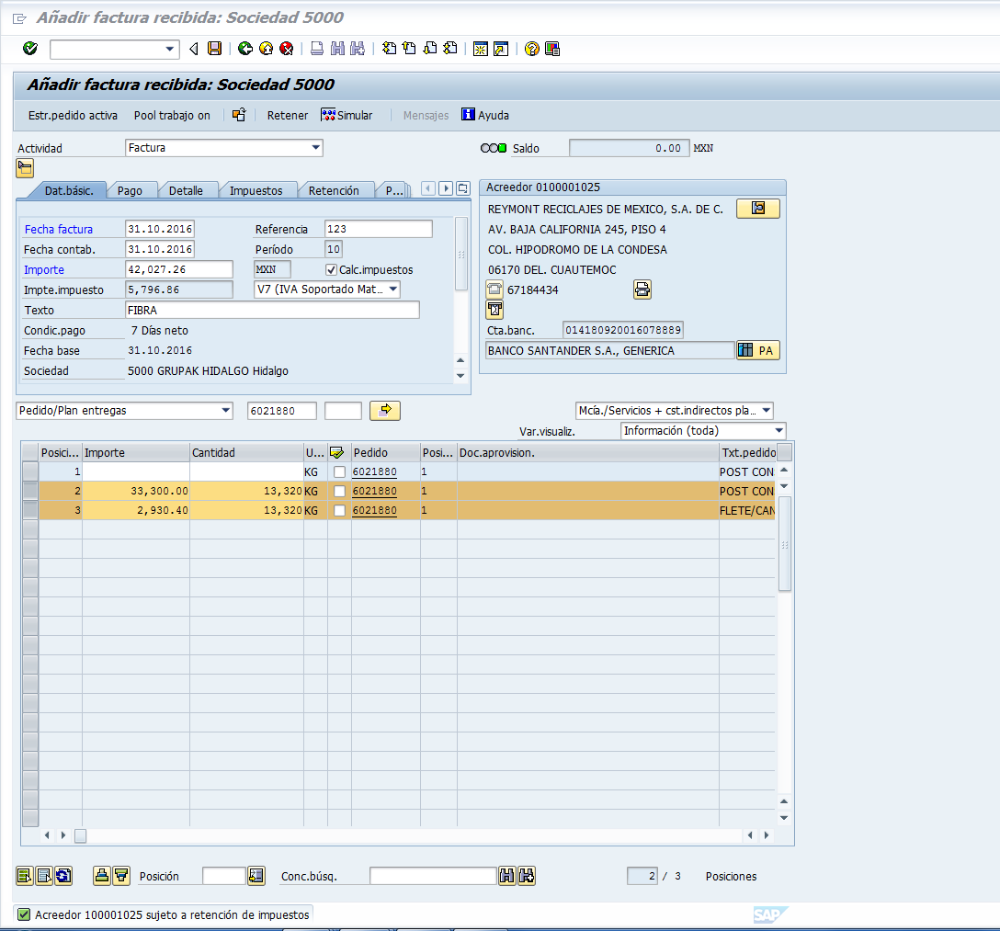 Añadir factura recibida: Sociedad 5000
Añadir factura recibida: Sociedad 5000
Estr.pedido activa Pool trabajo on Retener Simular Mensajes Ayuda
Actividad Factura Saldo 0.00 MXN
Dat.básic. Pago Detalle Impuestos Retención P...
Acreedor 0100001025
Fecha factura 31.10.2016 Referencia 123
Fecha contab. 31.10.2016 Período 10
Importe 42,027.26 MXN Calc.impuestos
Impte.impuesto 5,796.86 V7 (IVA Soportado Mat...
Texto FIBRA
Condic.pago 7 Días neto
Fecha base 31.10.2016
Sociedad 5000 GRUPAK HIDALGO Hidalgo
REYMONT RECICLAJES DE MEXICO, S.A. DE C.
AV. BAJA CALIFORNIA 245, PISO 4
COL. HIPODROMO DE LA CONDESA
06170 DEL. CUAUTEMOC
67184434
Cta.banc. 014180920016078889
BANCO SANTANDER S.A., GENERICA PA
Pedido/Plan entregas 6021880 Mcía./Servicios + cst.indirectos pla...
Var.visualiz. Información (toda)
Posici... Importe Cantidad U... Pedido Posi... Doc.aprovision. Txt.pedido
1 KG 6021880 1 POST CON
2 33,300.00 13,320 KG 6021880 1 POST CON
3 2,930.40 13,320 KG 6021880 1 FLETE/CAN
Posición Conc.búsq. 2 / 3 Posiciones
Acreedor 100001025 sujeto a retención de impuestos
SAP